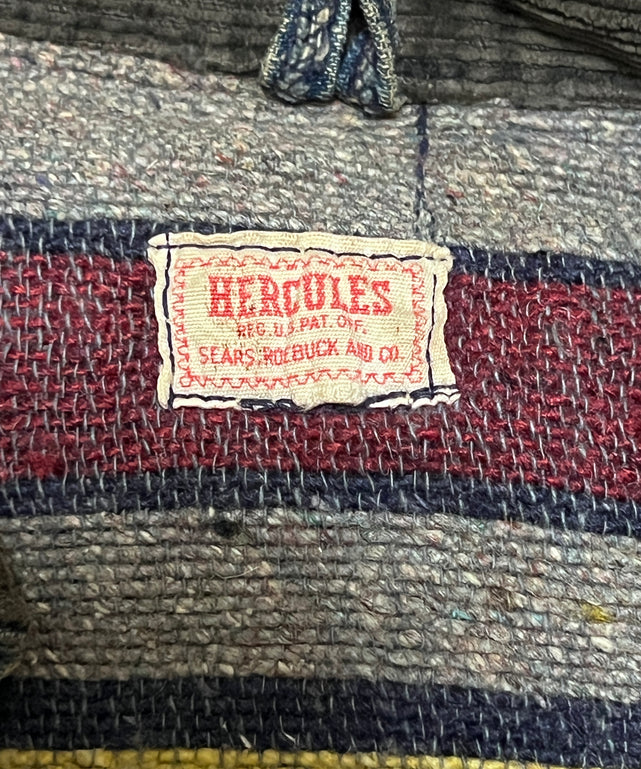 HERCULES
REG. U.S. PAT. OFF.
SEARS, ROEBUCK AND CO.